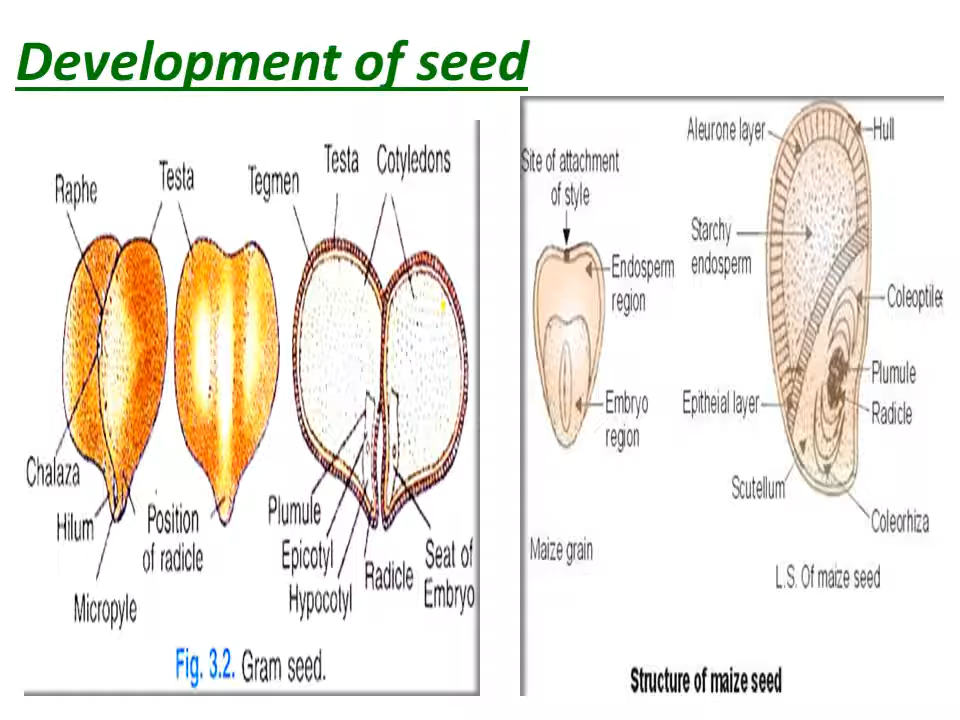 Development of seed
Raphe
Testa
Tegmen
Testa
Cotyledons
Chalaza
Hilum
Micropyle
Position
of radicle
Plumule
Epicotyl
Hypocotyl
Radicle
Seat of
Embryo
Fig. 3.2. Gram seed.
Site of attachment
of style
Endosperm
region
Embryo
region
Maize grain
Aleurone layer
Hull
Starchy
endosperm
Coleoptile
Plumule
Radicle
Epitheial layer
Scutellum
Coleorhiza
L.S. Of maize seed
Structure of maize seed